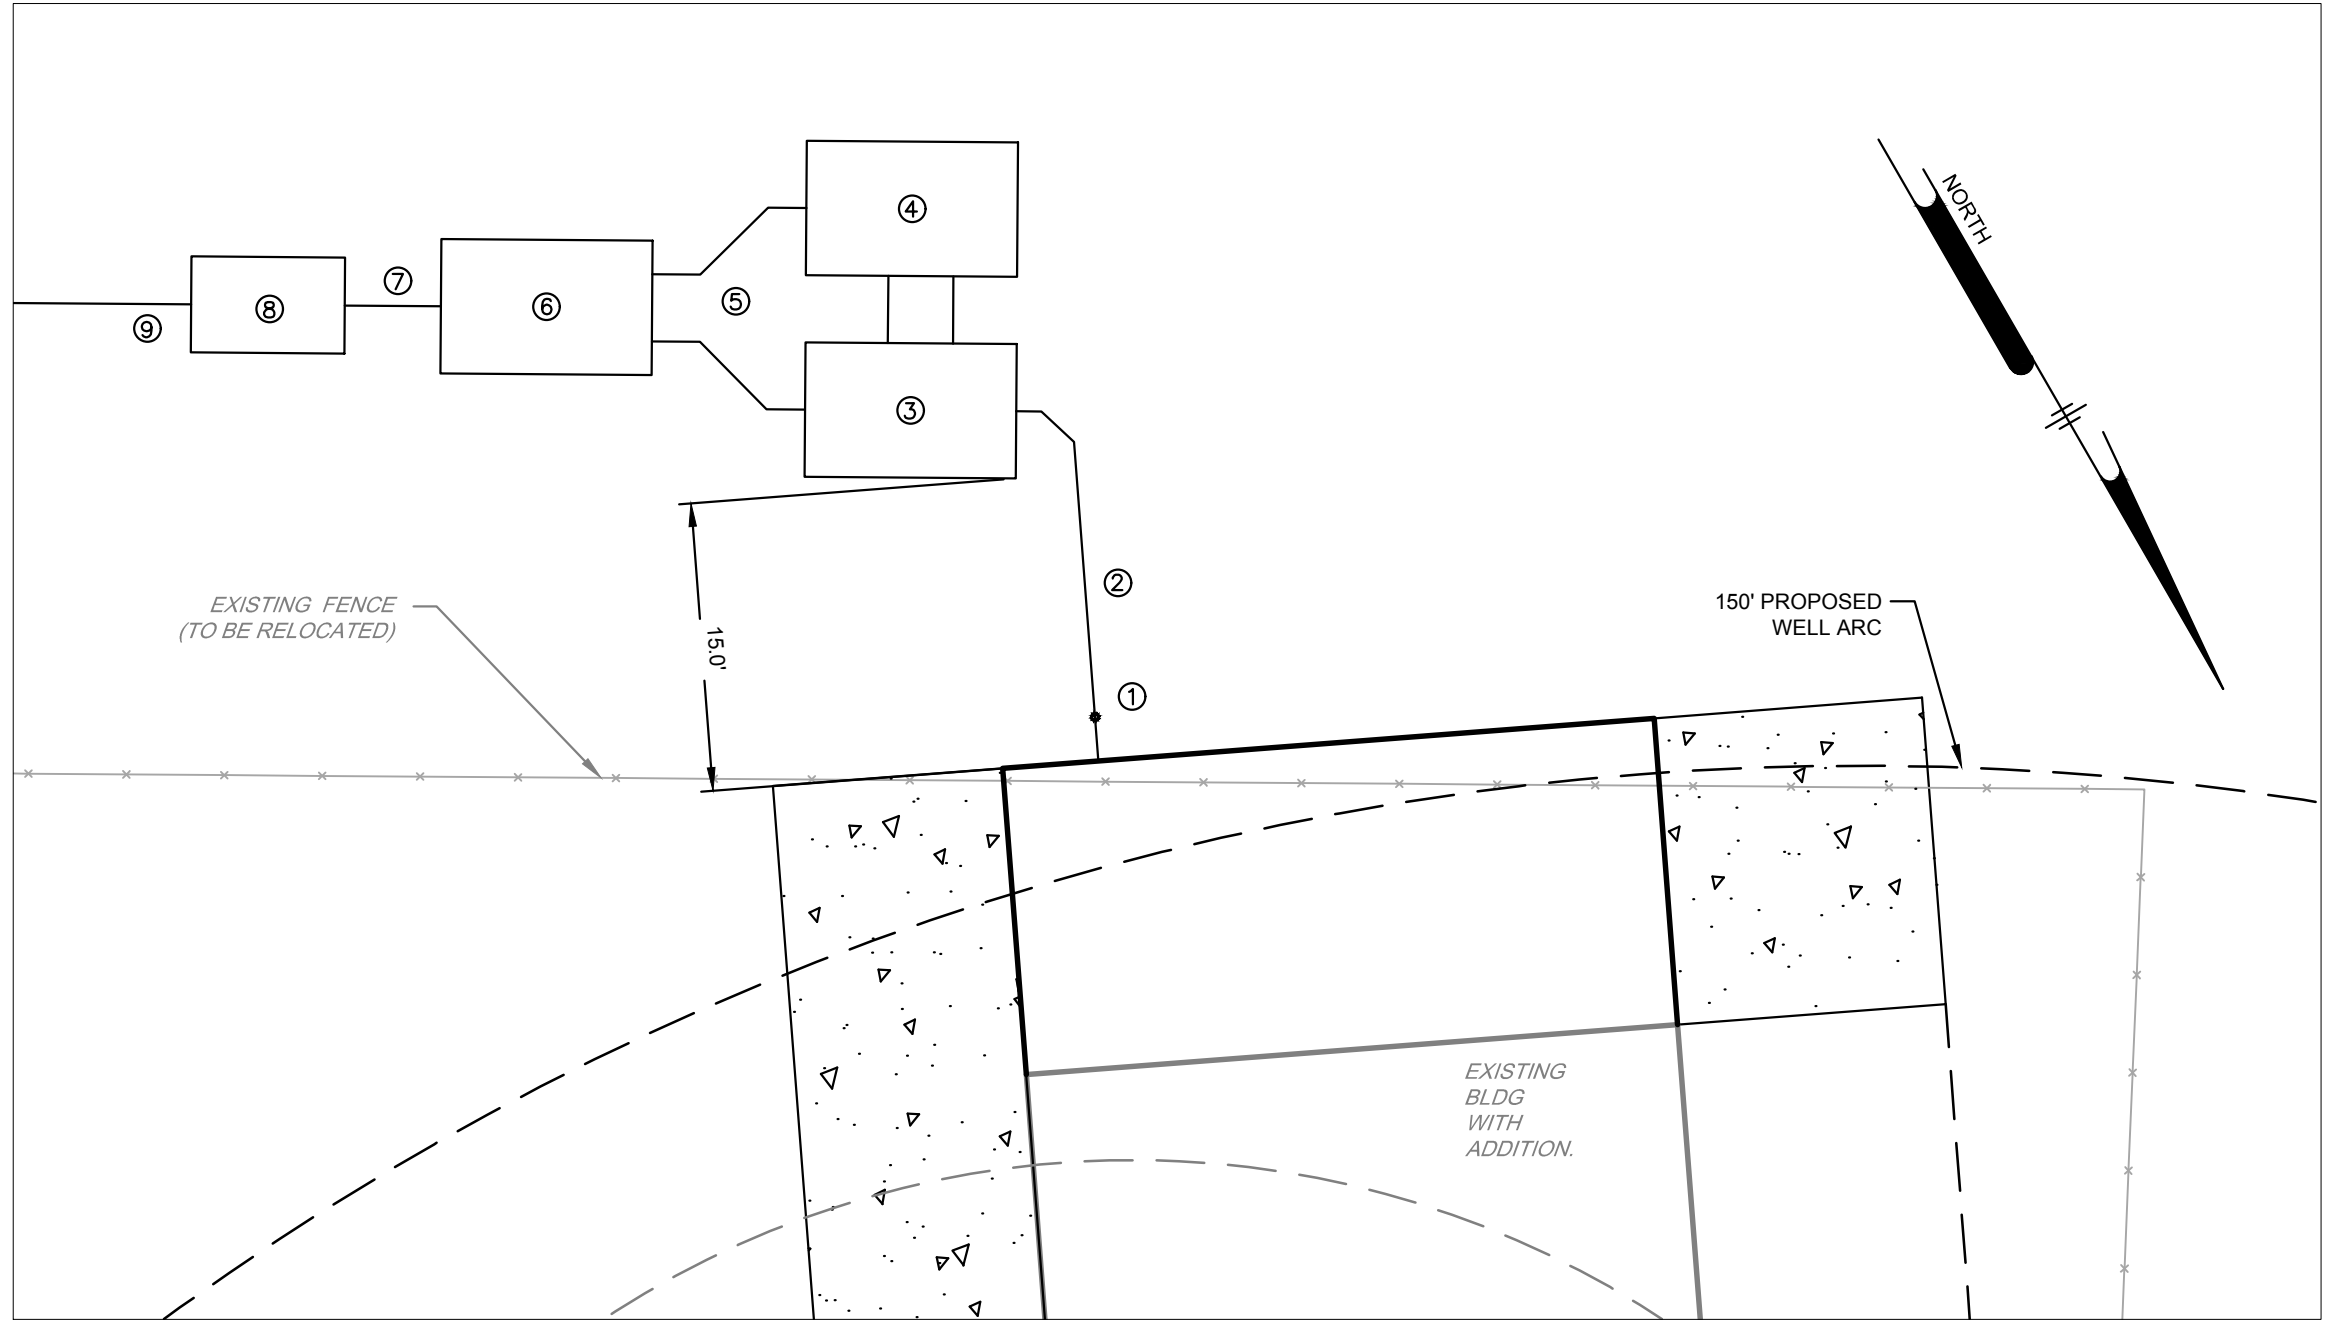 ④
NORTH
⑦
⑤
⑥
⑧
⑨
③
②
EXISTING FENCE
(TO BE RELOCATED)
150' PROPOSED
WELL ARC
15.0'
①
EXISTING
BLDG
WITH
ADDITION.